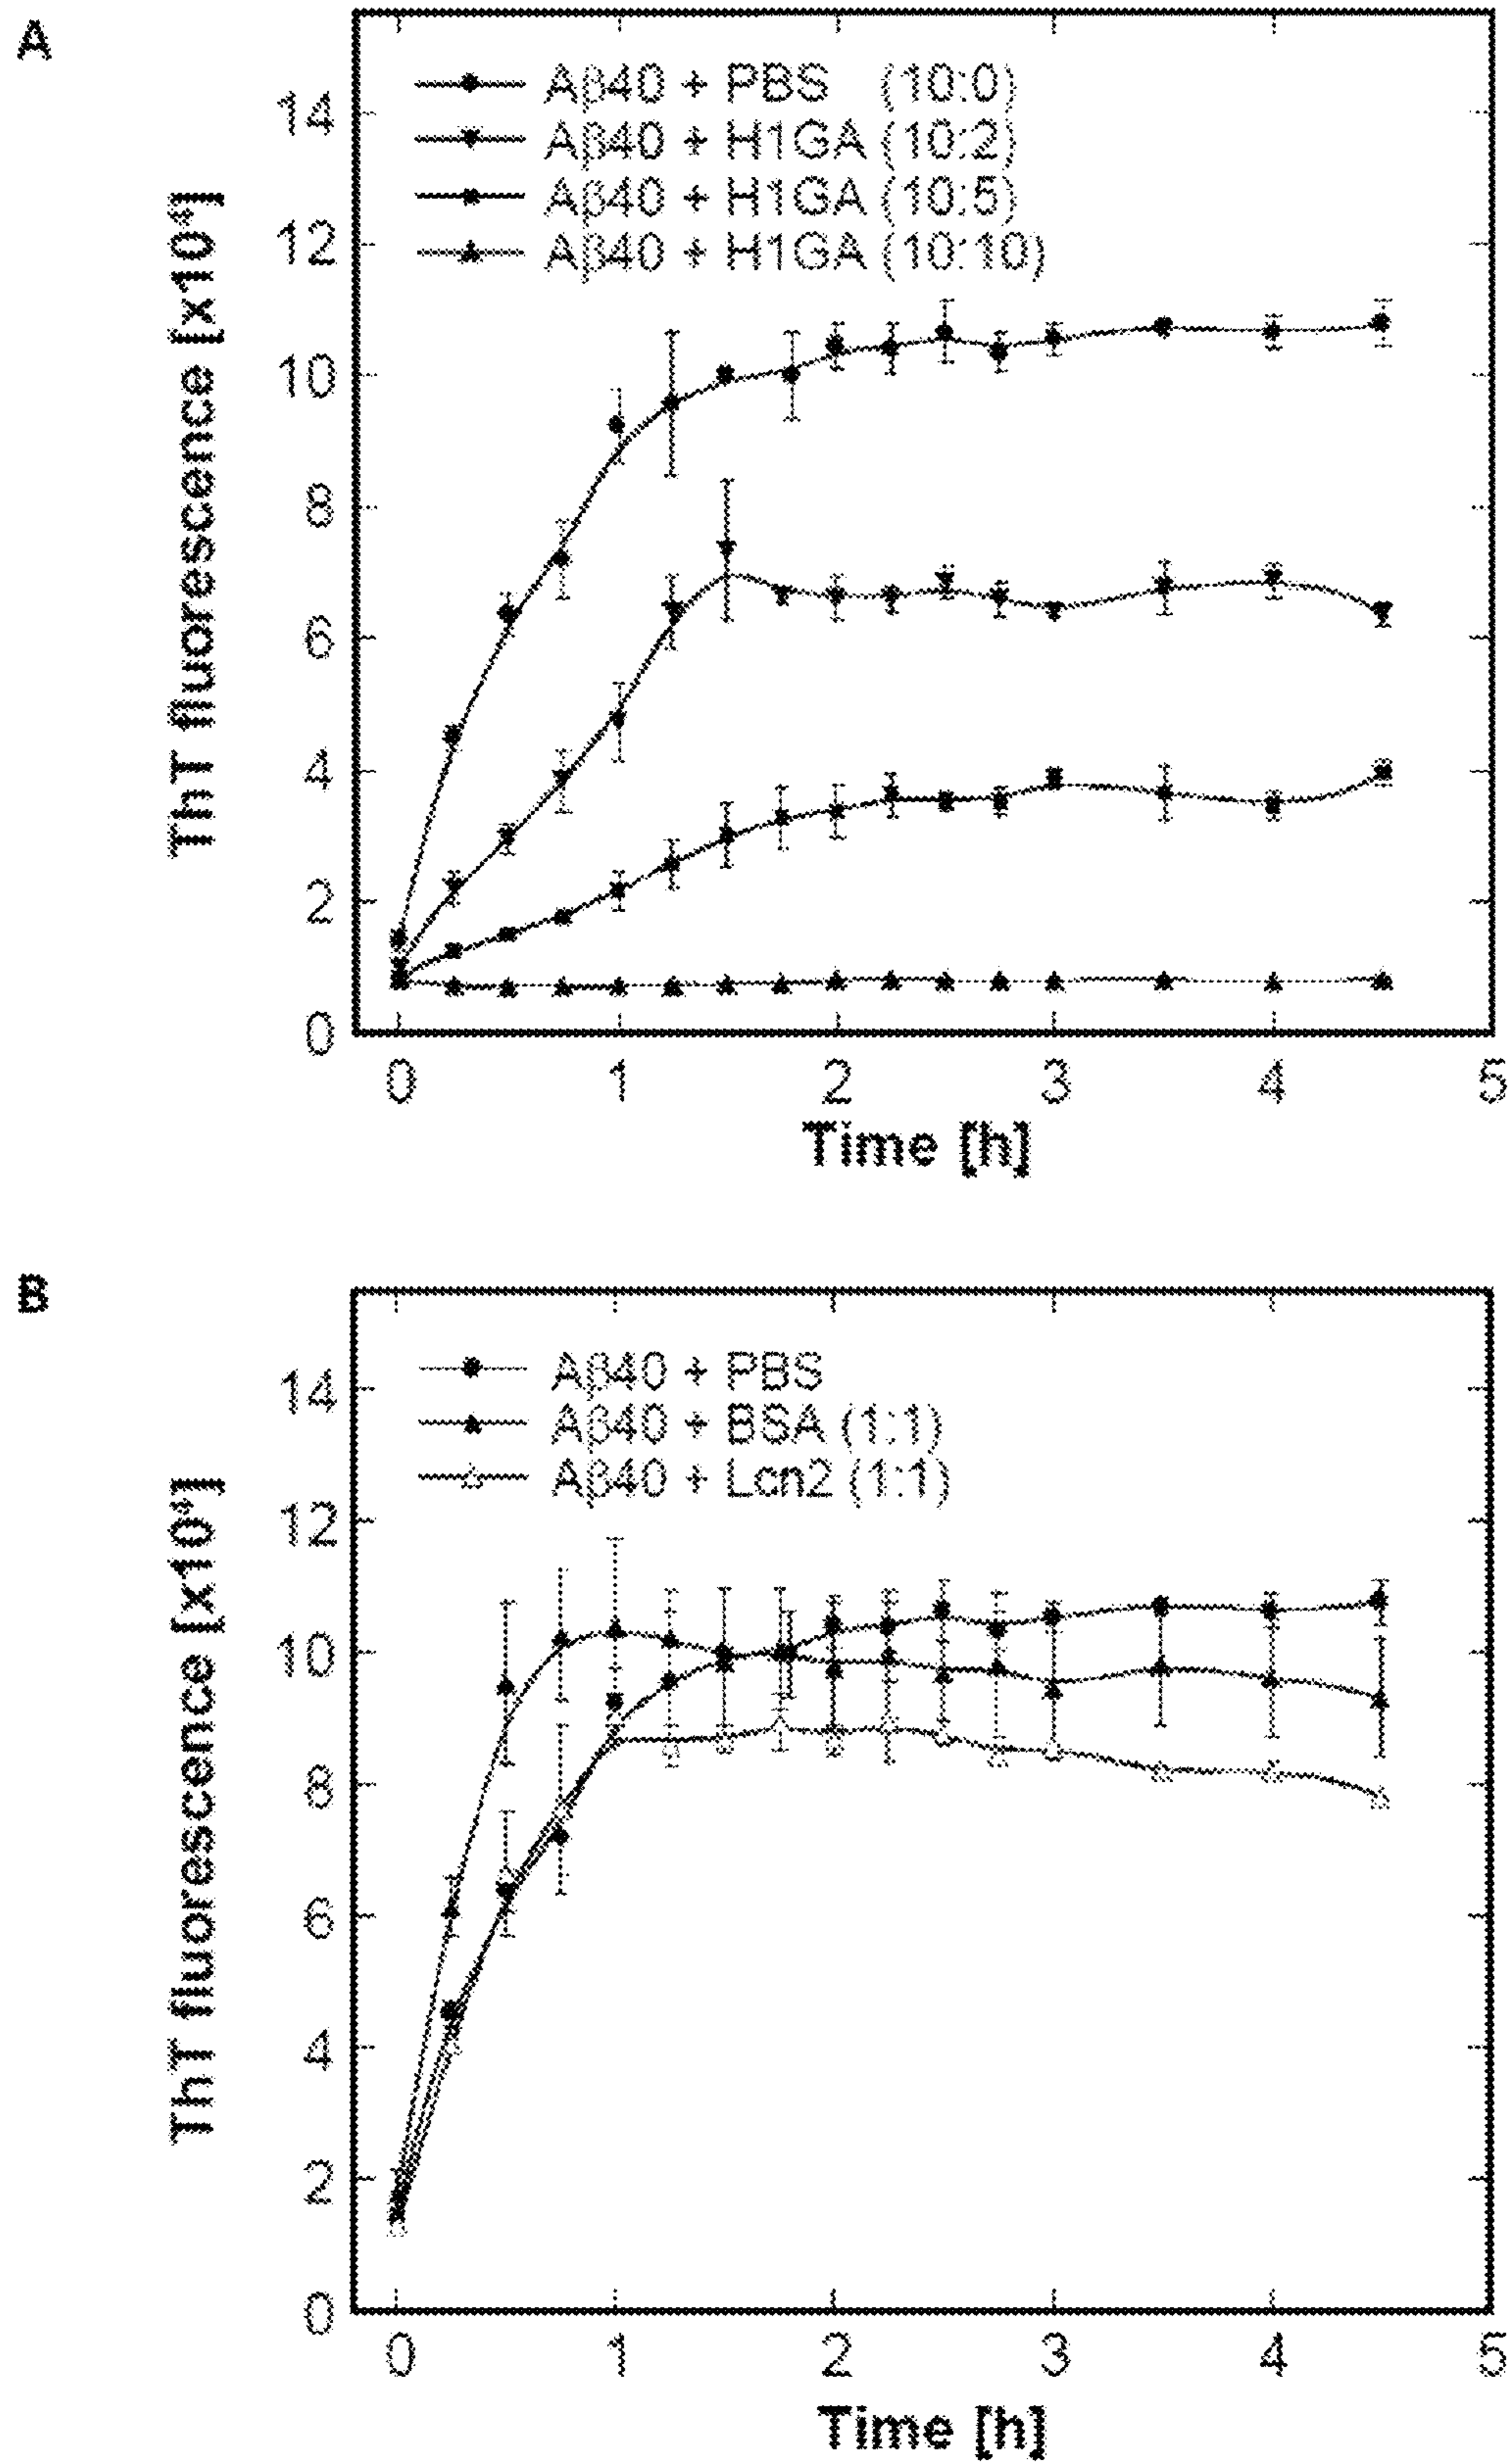 A
Aβ40 + PBS (10:0)
Aβ40 + H1GA (10:2)
Aβ40 + H1GA (10:5)
Aβ40 + H1GA (10:10)
ThT fluorescence [x10⁴]
14
12
10
8
6
4
2
0
0 1 2 3 4 5
Time [h]
B
Aβ40 + PBS
Aβ40 + BSA (1:1)
Aβ40 + Lcn2 (1:1)
ThT fluorescence [x10⁴]
14
12
10
8
6
4
2
0
0 1 2 3 4 5
Time [h]